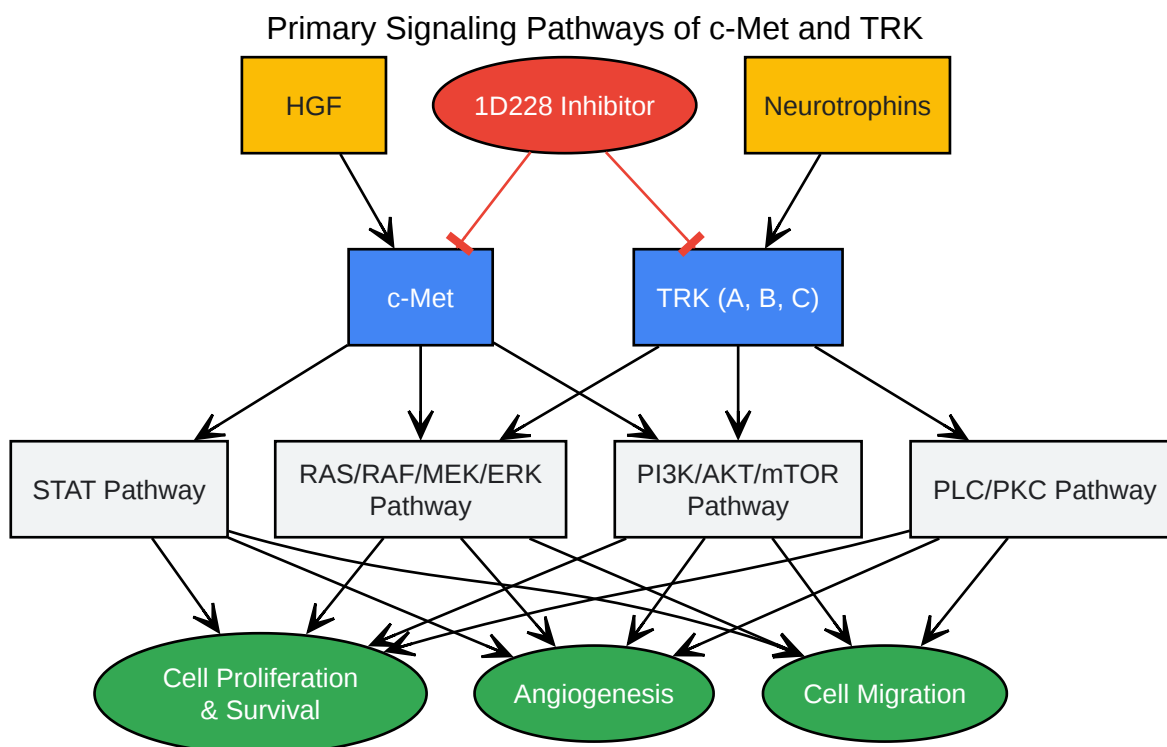 Primary Signaling Pathways of c-Met and TRK
HGF
1D228 Inhibitor
Neurotrophins
c-Met
TRK (A, B, C)
STAT Pathway
RAS/RAF/MEK/ERK
Pathway
PI3K/AKT/mTOR
Pathway
PLC/PKC Pathway
Cell Proliferation
& Survival
Angiogenesis
Cell Migration